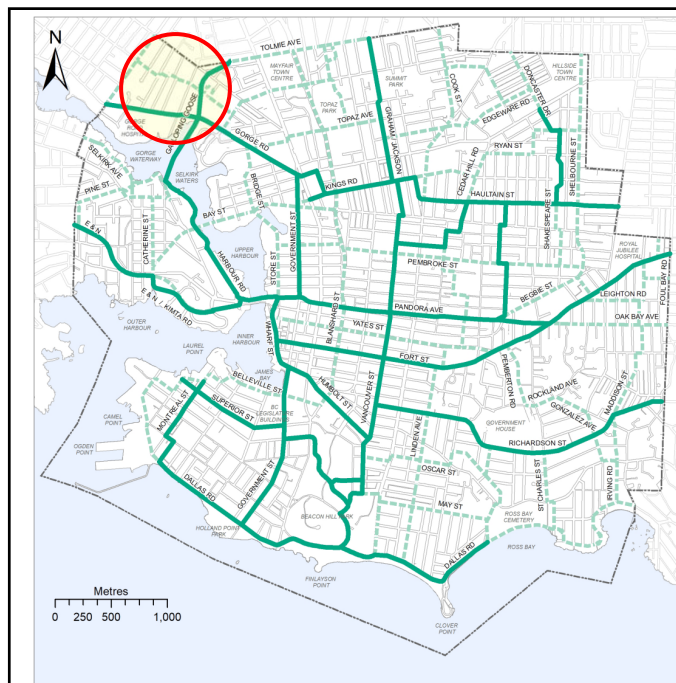 N
TOLMIE AVE
MAYFAIR
TOWN
CENTRE
SUMMIT
PARK
COOK ST
HILLSIDE
TOWN
CENTRE
DONCASTER DR
EDGEWARE RD
TOPAZ
PARK
TOPAZ AVE
GRAHAM JACKSON
GALLOPING GOOSE
GORGE RD
HOSPITAL
GORGE
WATERWAY
GORGE RD
RYAN ST
CEDAR HILL RD
SHELBOURNE ST
SELKIRK AVE
SELKIRK
WATERS
BRIDGE ST
KINGS RD
HAULTAIN ST
SHAKESPEARE ST
PINE ST
CATHERINE ST
BAY ST
E & N
UPPER
HARBOUR
STORE ST
GOVERNMENT ST
ROYAL
JUBILEE
HOSPITAL
PEMBROKE ST
FOUL BAY RD
HARBOUR RD
BEGBIE ST
LEIGHTON RD
E & N - KIMTA RD
BLANSHARD ST
PANDORA AVE
OAK BAY AVE
OUTER
HARBOUR
INNER
HARBOUR
WHARF ST
YATES ST
FORT ST
LAUREL
POINT
JAMES
BAY
BELLEVILLE ST
HUMBOLT ST
VANCOUVER ST
PEMBERTON RD
ROCKLAND AVE
MADDISON ST
MONTREAL ST
SUPERIOR ST
BC
LEGISLATURE
BUILDINGS
LINDEN AVE
GOVERNMENT
HOUSE
GONZALEZ AVE
CAMEL
POINT
RICHARDSON ST
OGDEN
POINT
GOVERNMENT ST
OSCAR ST
ST CHARLES ST
IRVING RD
DALLAS RD
MAY ST
HOLLAND POINT
PARK
BEACON HILL PARK
ROSS BAY
CEMETERY
DALLAS RD
ROSS BAY
FINLAYSON
POINT
CLOVER
POINT
Metres
0 250 500 1,000